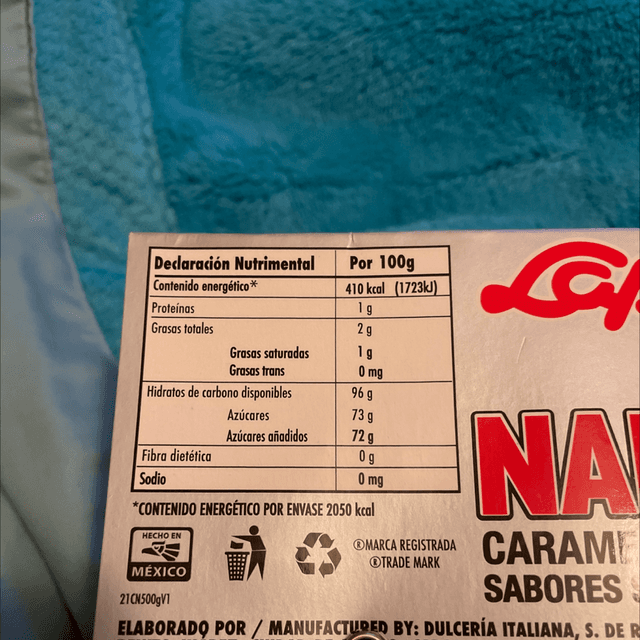 Declaración Nutrimental Por 100g
Contenido energético* 410 kcal (1723kJ)
Proteínas 1 g
Grasas totales 2 g
Grasas saturadas 1 g
Grasas trans 0 mg
Hidratos de carbono disponibles 96 g
Azúcares 73 g
Azúcares añadidos 72 g
Fibra dietética 0 g
Sodio 0 mg
*CONTENIDO ENERGÉTICO POR ENVASE 2050 kcal
HECHO EN
MÉXICO
®MARCA REGISTRADA
®TRADE MARK
21CN500gV1
NA
CARAM
SABORES
ELABORADO POR / MANUFACTURED BY: DULCERÍA ITALIANA, S. DE R